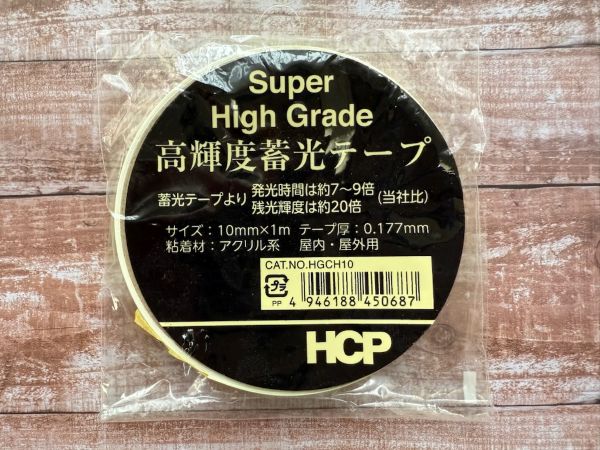 Super
High Grade
高輝度蓄光テープ
蓄光テープより 発光時間は約7〜9倍 (当社比)
残光輝度は約20倍
サイズ：10mm×1m テープ厚：0.177mm
粘着材：アクリル系 屋内・屋外用
CAT.NO.HGCH10
プラ
PP
4 946188 450687
HCP